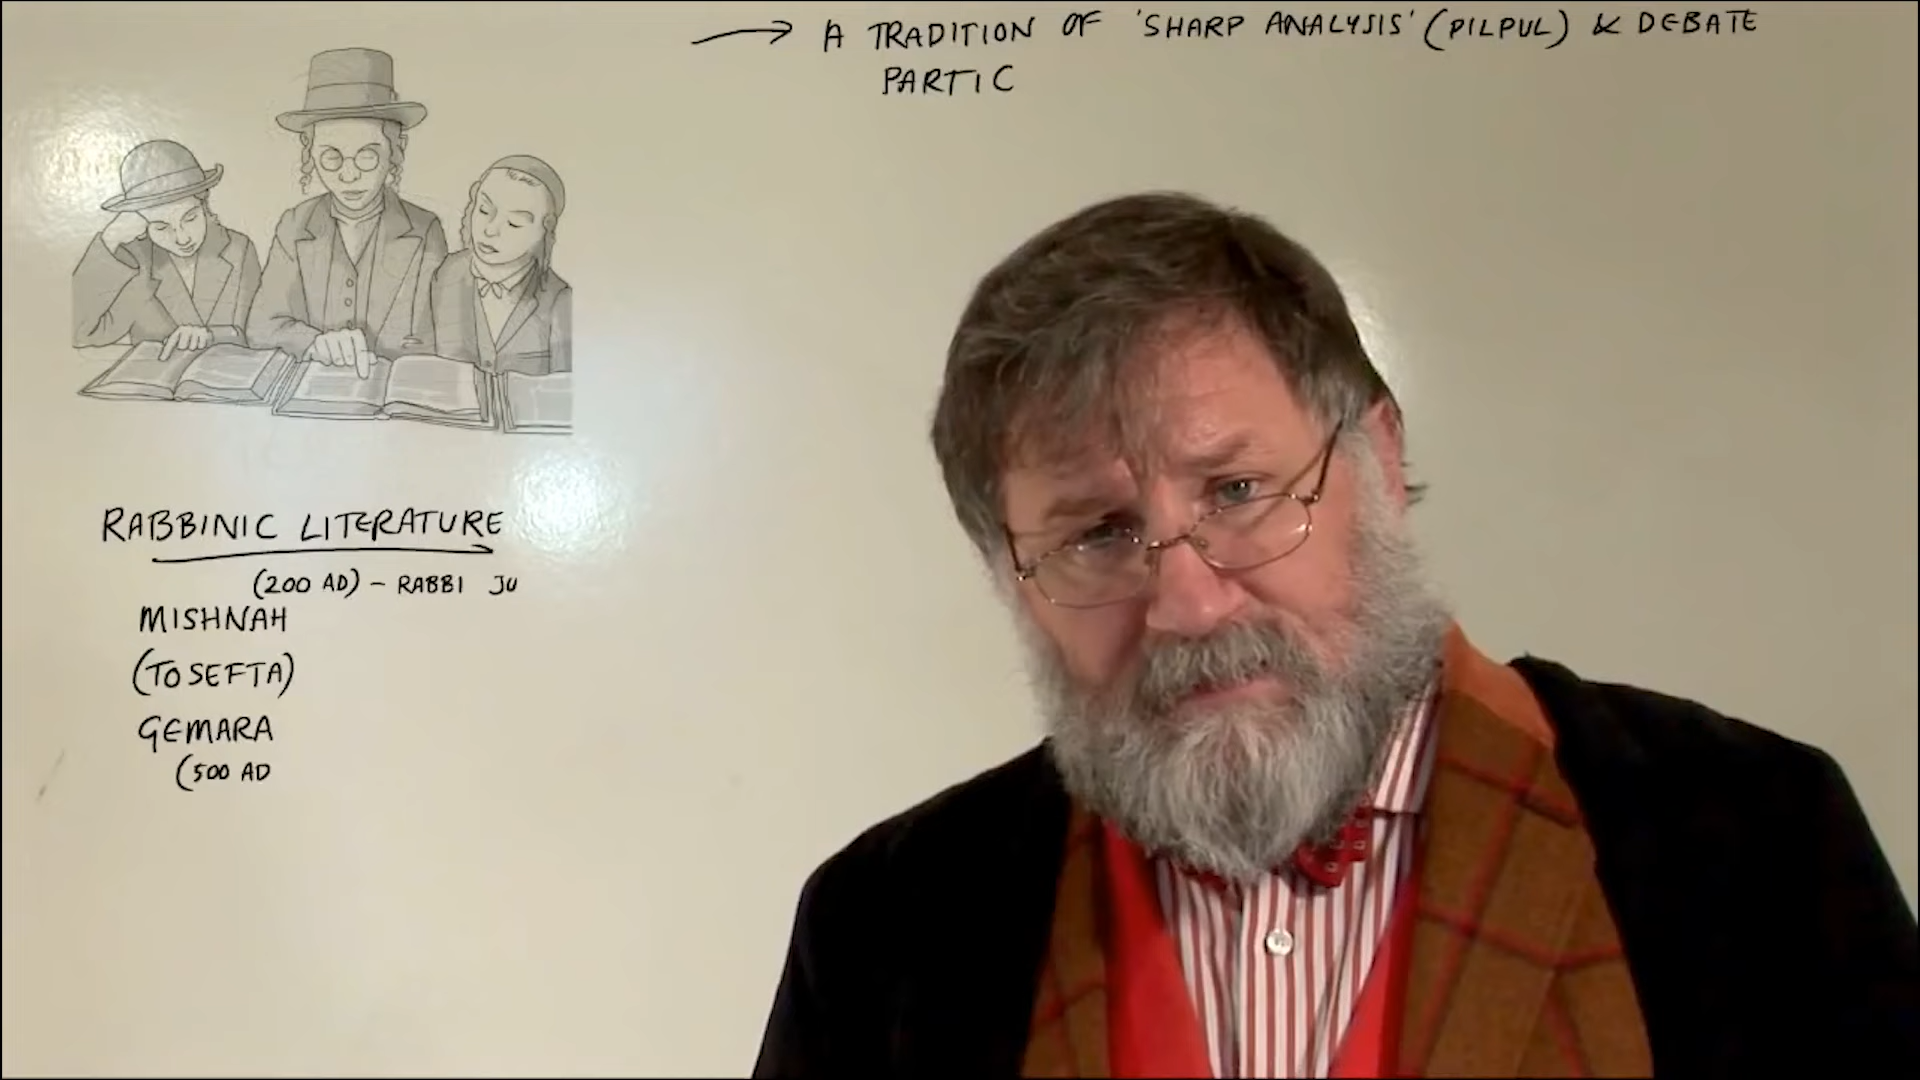 → A TRADITION OF 'SHARP ANALYSIS' (PILPUL) & DEBATE
PARTIC
RABBINIC LITERATURE
(200 AD) – RABBI JU
MISHNAH
(TOSEFTA)
GEMARA
(500 AD